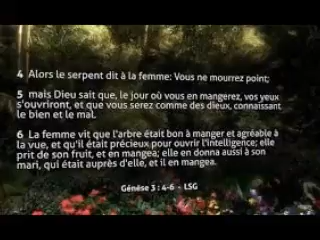 4 Alors le serpent dit à la femme: Vous ne mourrez point;
5 mais Dieu sait que, le jour où vous en mangerez, vos yeux
s'ouvriront, et que vous serez comme des dieux, connaissant
le bien et le mal.
6 La femme vit que l'arbre était bon à manger et agréable à
la vue, et qu'il était précieux pour ouvrir l'intelligence; elle
prit de son fruit, et en mangea; elle en donna aussi à son
mari, qui était auprès d'elle, et il en mangea.
Génèse 3 : 4-6 - LSG